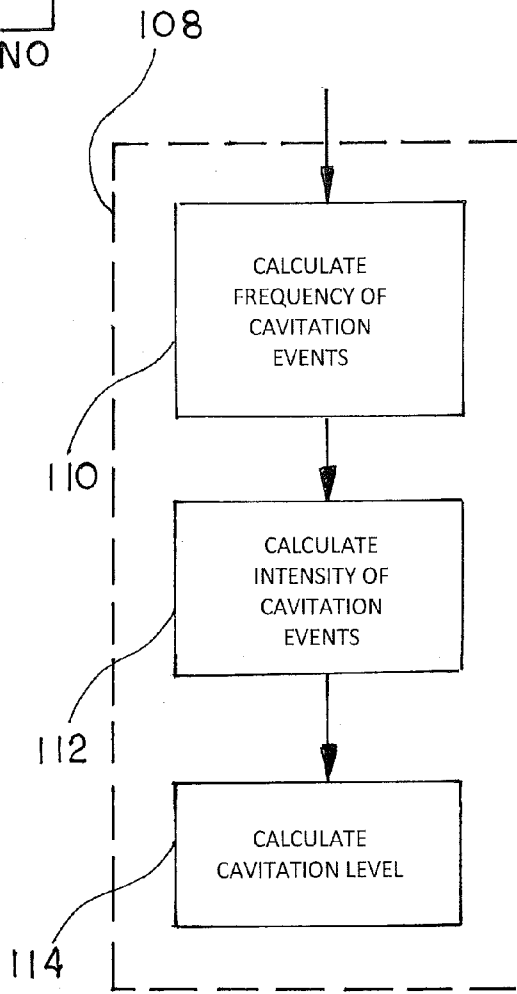 108
NO
CALCULATE
FREQUENCY OF
CAVITATION
EVENTS
110
CALCULATE
INTENSITY OF
CAVITATION
EVENTS
112
CALCULATE
CAVITATION LEVEL
114